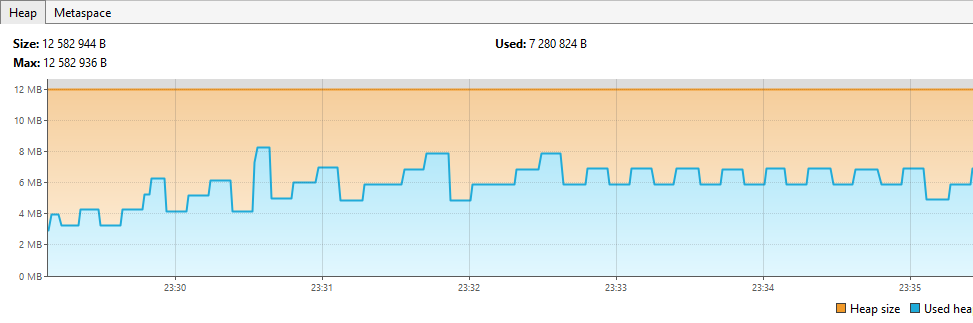 Heap Metaspace
Size: 12 582 944 B Used: 7 280 824 B
Max: 12 582 936 B
12 MB
10 MB
8 MB
6 MB
4 MB
2 MB
0 MB
23:30 23:31 23:32 23:33 23:34 23:35
Heap size Used hea